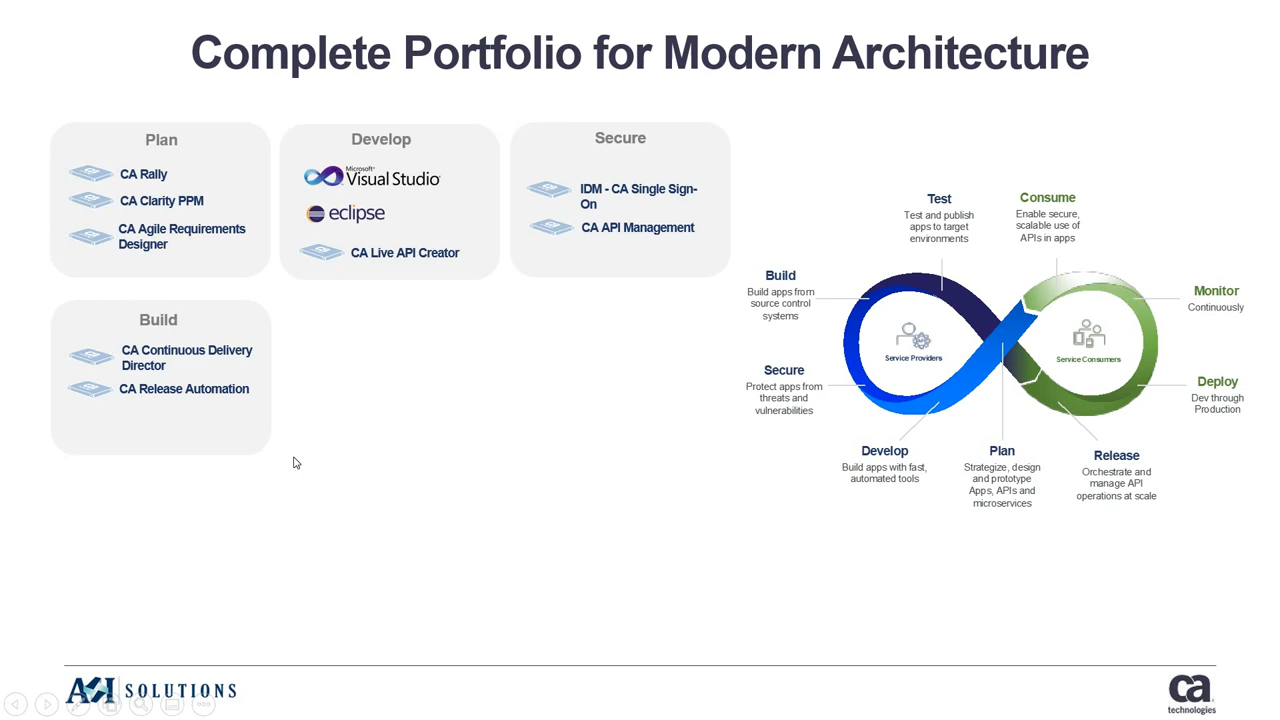 Complete Portfolio for Modern Architecture
Plan
CA Rally
CA Clarity PPM
CA Agile Requirements
Designer
Develop
Microsoft®
Visual Studio
eclipse
CA Live API Creator
Secure
IDM - CA Single Sign-
On
CA API Management
Build
CA Continuous Delivery
Director
CA Release Automation
Test
Test and publish
apps to target
environments
Consume
Enable secure,
scalable use of
APIs in apps
Build
Build apps from
source control
systems
Monitor
Continuously
Service Providers
Service Consumers
Secure
Protect apps from
threats and
vulnerabilities
Deploy
Dev through
Production
Develop
Build apps with fast,
automated tools
Plan
Strategize, design
and prototype
Apps, APIs and
microservices
Release
Orchestrate and
manage API
operations at scale
SOLUTIONS
ca
technologies